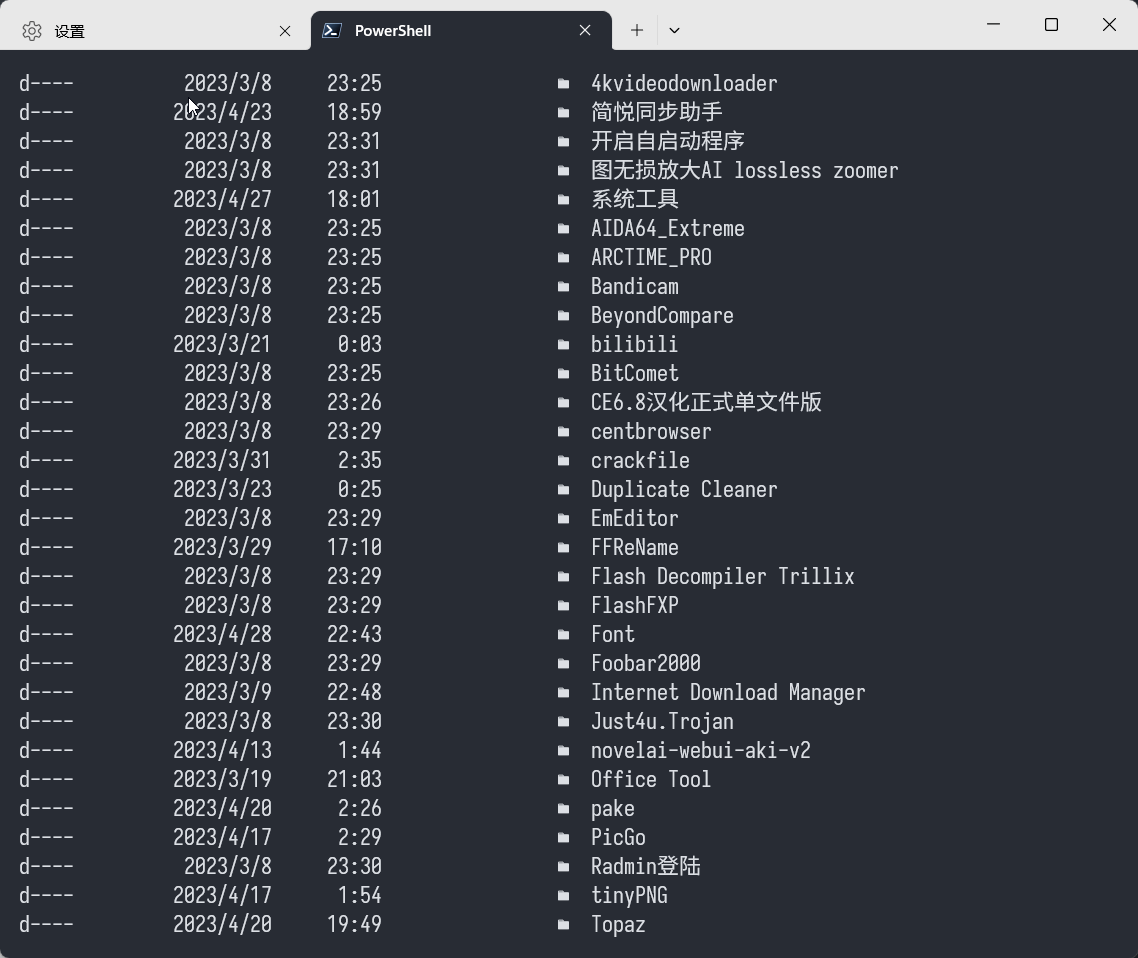 设置 PowerShell
d---- 2023/3/8 23:25 4kvideodownloader
d---- 2023/4/23 18:59 简悦同步助手
d---- 2023/3/8 23:31 开启自启动程序
d---- 2023/3/8 23:31 图无损放大AI lossless zoomer
d---- 2023/4/27 18:01 系统工具
d---- 2023/3/8 23:25 AIDA64_Extreme
d---- 2023/3/8 23:25 ARCTIME_PRO
d---- 2023/3/8 23:25 Bandicam
d---- 2023/3/8 23:25 BeyondCompare
d---- 2023/3/21 0:03 bilibili
d---- 2023/3/8 23:25 BitComet
d---- 2023/3/8 23:26 CE6.8汉化正式单文件版
d---- 2023/3/8 23:29 centbrowser
d---- 2023/3/31 2:35 crackfile
d---- 2023/3/23 0:25 Duplicate Cleaner
d---- 2023/3/8 23:29 EmEditor
d---- 2023/3/29 17:10 FFReName
d---- 2023/3/8 23:29 Flash Decompiler Trillix
d---- 2023/3/8 23:29 FlashFXP
d---- 2023/4/28 22:43 Font
d---- 2023/3/8 23:29 Foobar2000
d---- 2023/3/9 22:48 Internet Download Manager
d---- 2023/3/8 23:30 Just4u.Trojan
d---- 2023/4/13 1:44 novelai-webui-aki-v2
d---- 2023/3/19 21:03 Office Tool
d---- 2023/4/20 2:26 pake
d---- 2023/4/17 2:29 PicGo
d---- 2023/3/8 23:30 Radmin登陆
d---- 2023/4/17 1:54 tinyPNG
d---- 2023/4/20 19:49 Topaz